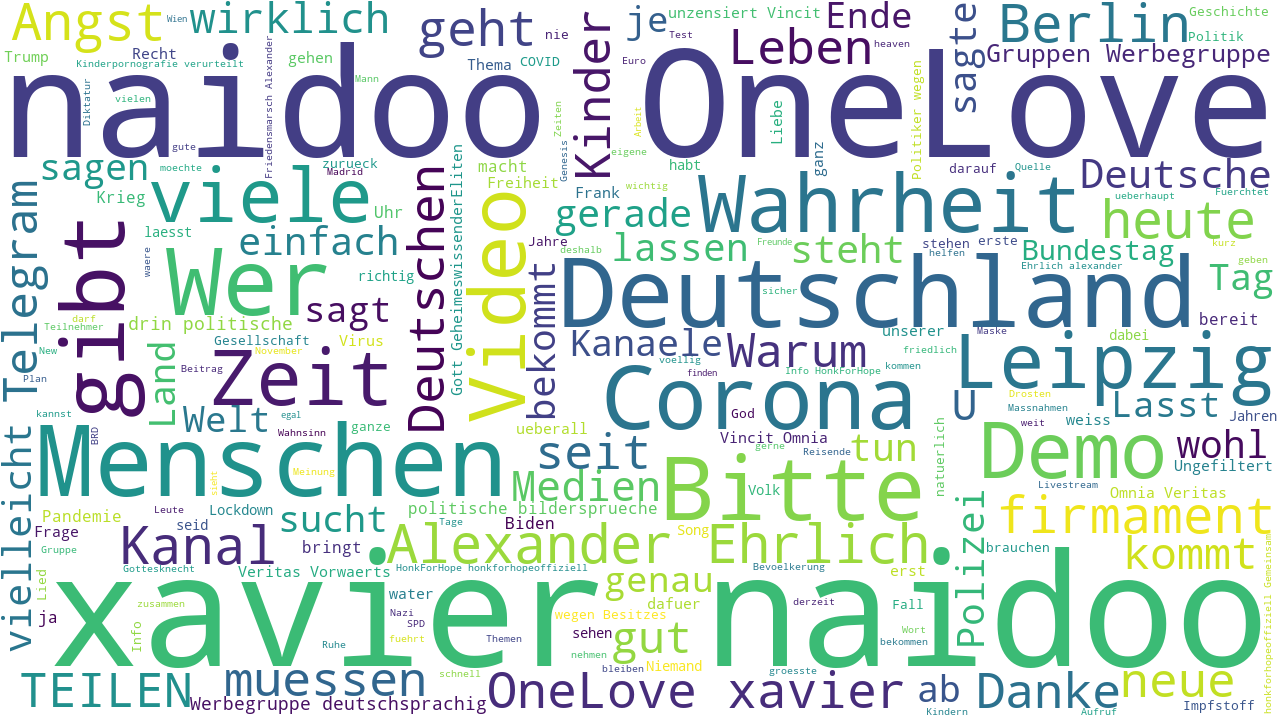 Angst
wirklich
geht
nie
Kinder
je
unzensiert Vincit
Ende
sagte
Berlin
Geschichte
Politik
Wien
Test
heaven
Trump
Recht
Kinderpornografie verurteilt
gehen
Friedensmarsch Alexander
Thema
COVID
Euro
Leben
Gruppen Werbegruppe
naidoo
OneLove
Diktatur
vielen
Mann
Zeiten
Arbeit
Liebe
Politiker wegen
gute
Genesis
eigene
ganz
sagen
moechte
zurueck
Madrid
macht
Freiheit
habt
darauf
Quelle
Deutsche
Telegram
Krieg
viele
Uhr
Deutschen
Gott GeheimeswissenderEliten
Video
Frank
wichtig
Wahrheit
ueberhaupt
Fuerchtet
gibt
laesst
einfach
gerade
heute
waere
Wer
richtig
Jahre
deshalb
lassen
Freunde
steht
stehen
erste
helfen
Bundestag
kurz
geben
Ehrlich alexander
Tag
bekommt
Deutschland
sicher
sagt
darf
Teilnehmer
drin politische
bereit
Gesellschaft
Virus
Kanaele
Warum
unserer
Maske
dabei
New
November
voellig
friedlich
Leipzig
Plan
Land
Zeit
Beitrag
finden
Info HonkForHope
kommen
Corona
U
Drosten
Massnahmen
Lasst
Jahren
kannst
Welt
egal
God
weit
weiss
BRD
Wahnsinn
ganze
ueberall
Vincit Omnia
gerne
Reisende
tun
natuerlich
Demo
wohl
Menschen
seit
Bitte
Ungefiltert
vielleicht
sieht
Meinung
Medien
Volk
Livestream
Omnia Veritas
Pandemie
Leute
Lockdown
politische bildersprueche
seid
sucht
Tage
Biden
Song
Polizei
firmament
Frage
Gruppe
Kanal
bringt
Alexander Ehrlich
brauchen
kommt
Gottesknecht
Veritas Vorwaerts
HonkForHope honkforhopeoffiziell
Bevoelkerung
genau
erst
honkforhopeoffiziell Gemeinsam
Lied
xavier naidoo
water
zusammen
Nazi
SPD
wegen Besitzes
dafuer
derzeit
Fall
Wort
ja
Info
Ruhe
fuehrt
Themen
sehen
nehmen
gut
bekommen
muessen
schnell
bleiben
Niemand
groesste
TEILEN
Werbegruppe deutschsprachig
OneLove xavier
ab
Kindern
Danke
neue
Aufruf
Impfstoff